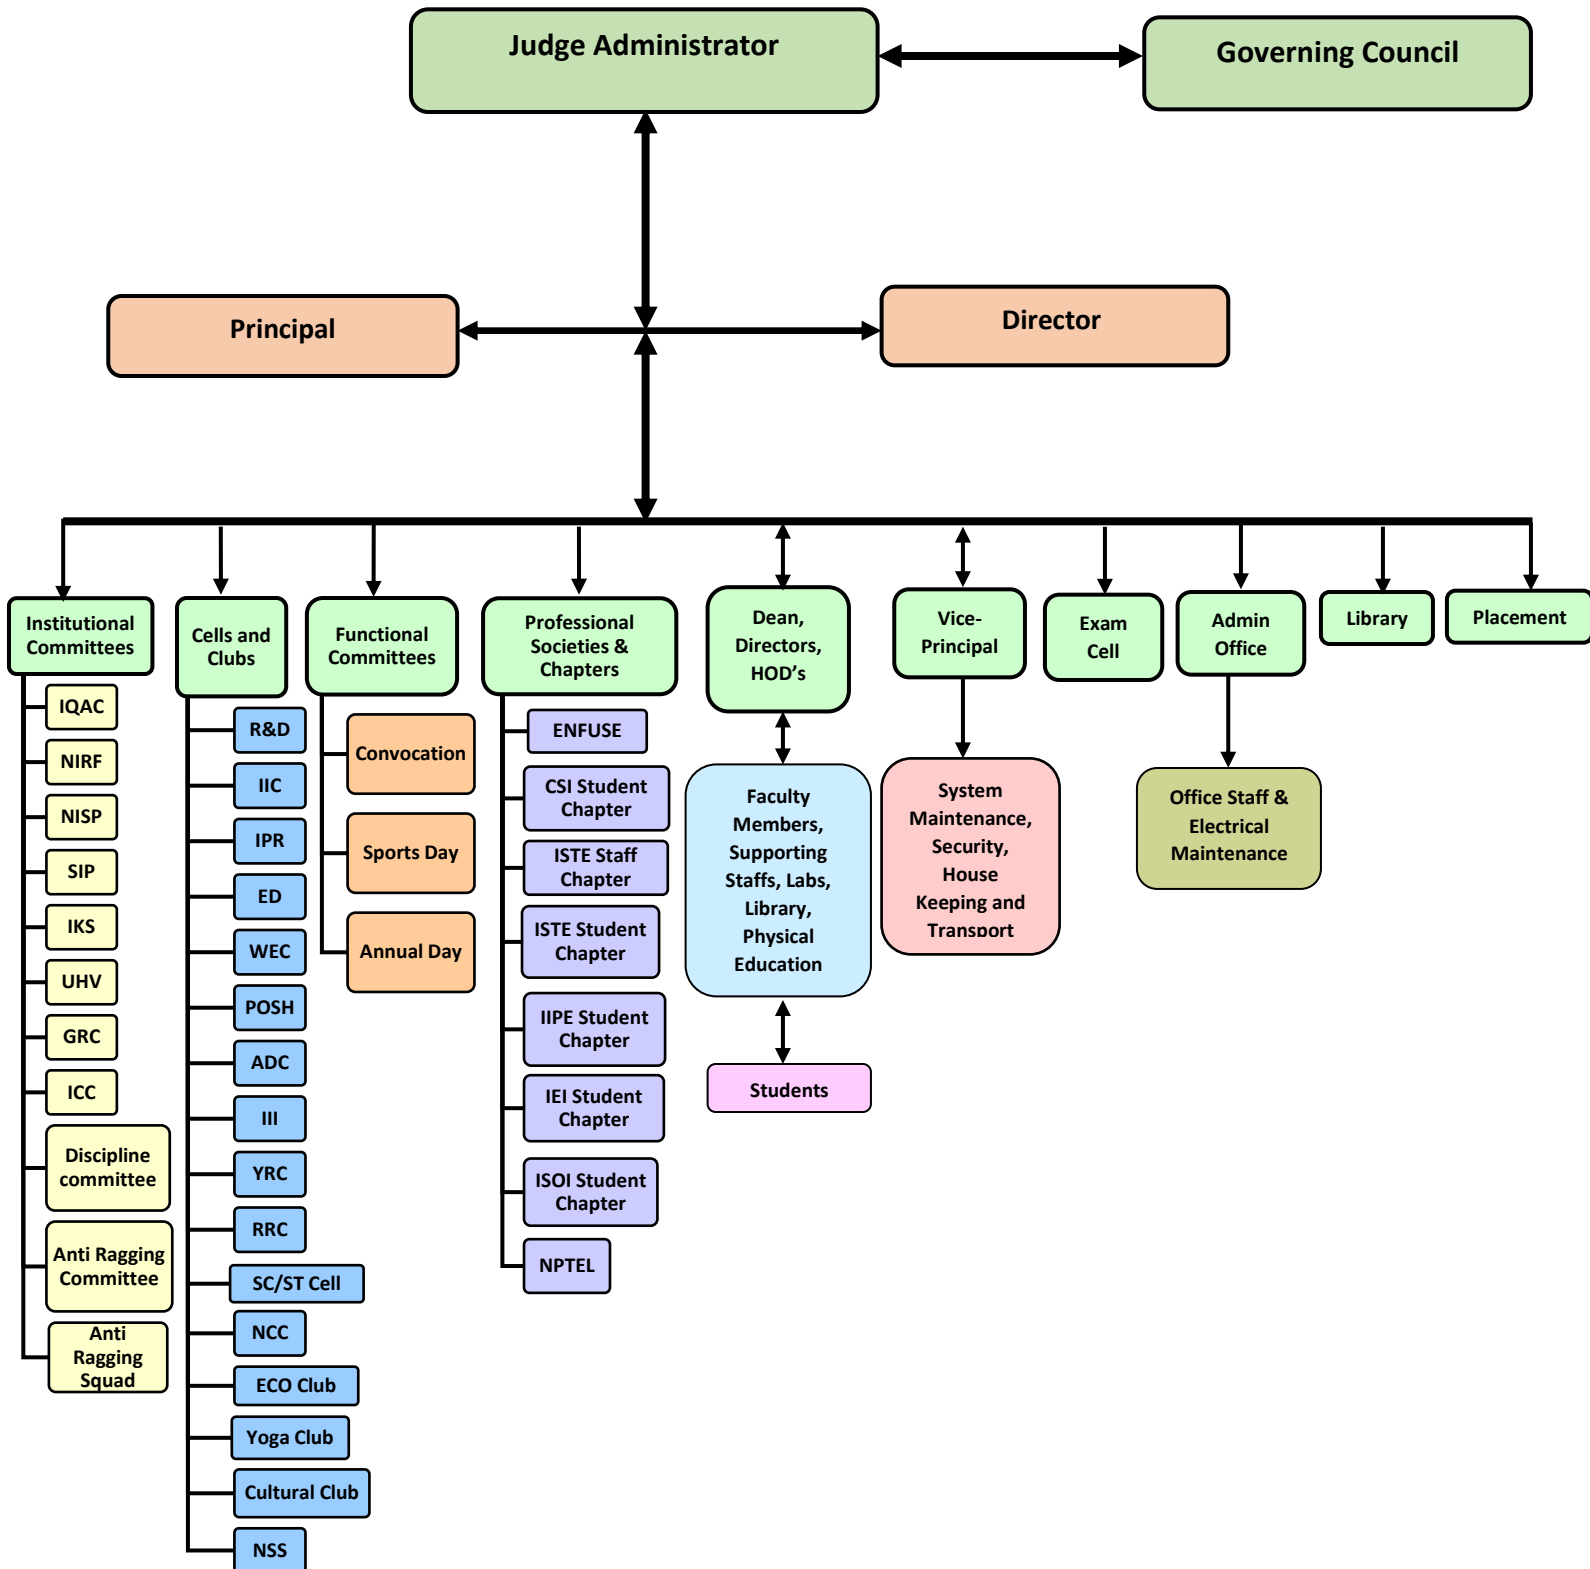 Judge Administrator
Governing Council
Principal
Director
Institutional
Committees
Cells and
Clubs
Functional
Committees
Professional
Societies &
Chapters
Dean,
Directors,
HOD's
Vice-
Principal
Exam
Cell
Admin
Office
Library
Placement
IQAC
NIRF
NISP
SIP
IKS
UHV
GRC
ICC
Discipline
committee
Anti Ragging
Committee
Anti
Ragging
Squad
R&D
IIC
IPR
ED
WEC
POSH
ADC
III
YRC
RRC
SC/ST Cell
NCC
ECO Club
Yoga Club
Cultural Club
NSS
Convocation
Sports Day
Annual Day
ENFUSE
CSI Student
Chapter
ISTE Staff
Chapter
ISTE Student
Chapter
IIPE Student
Chapter
IEI Student
Chapter
ISOI Student
Chapter
NPTEL
Faculty
Members,
Supporting
Staffs, Labs,
Library,
Physical
Education
Students
System
Maintenance,
Security,
House
Keeping and
Transport
Office Staff &
Electrical
Maintenance